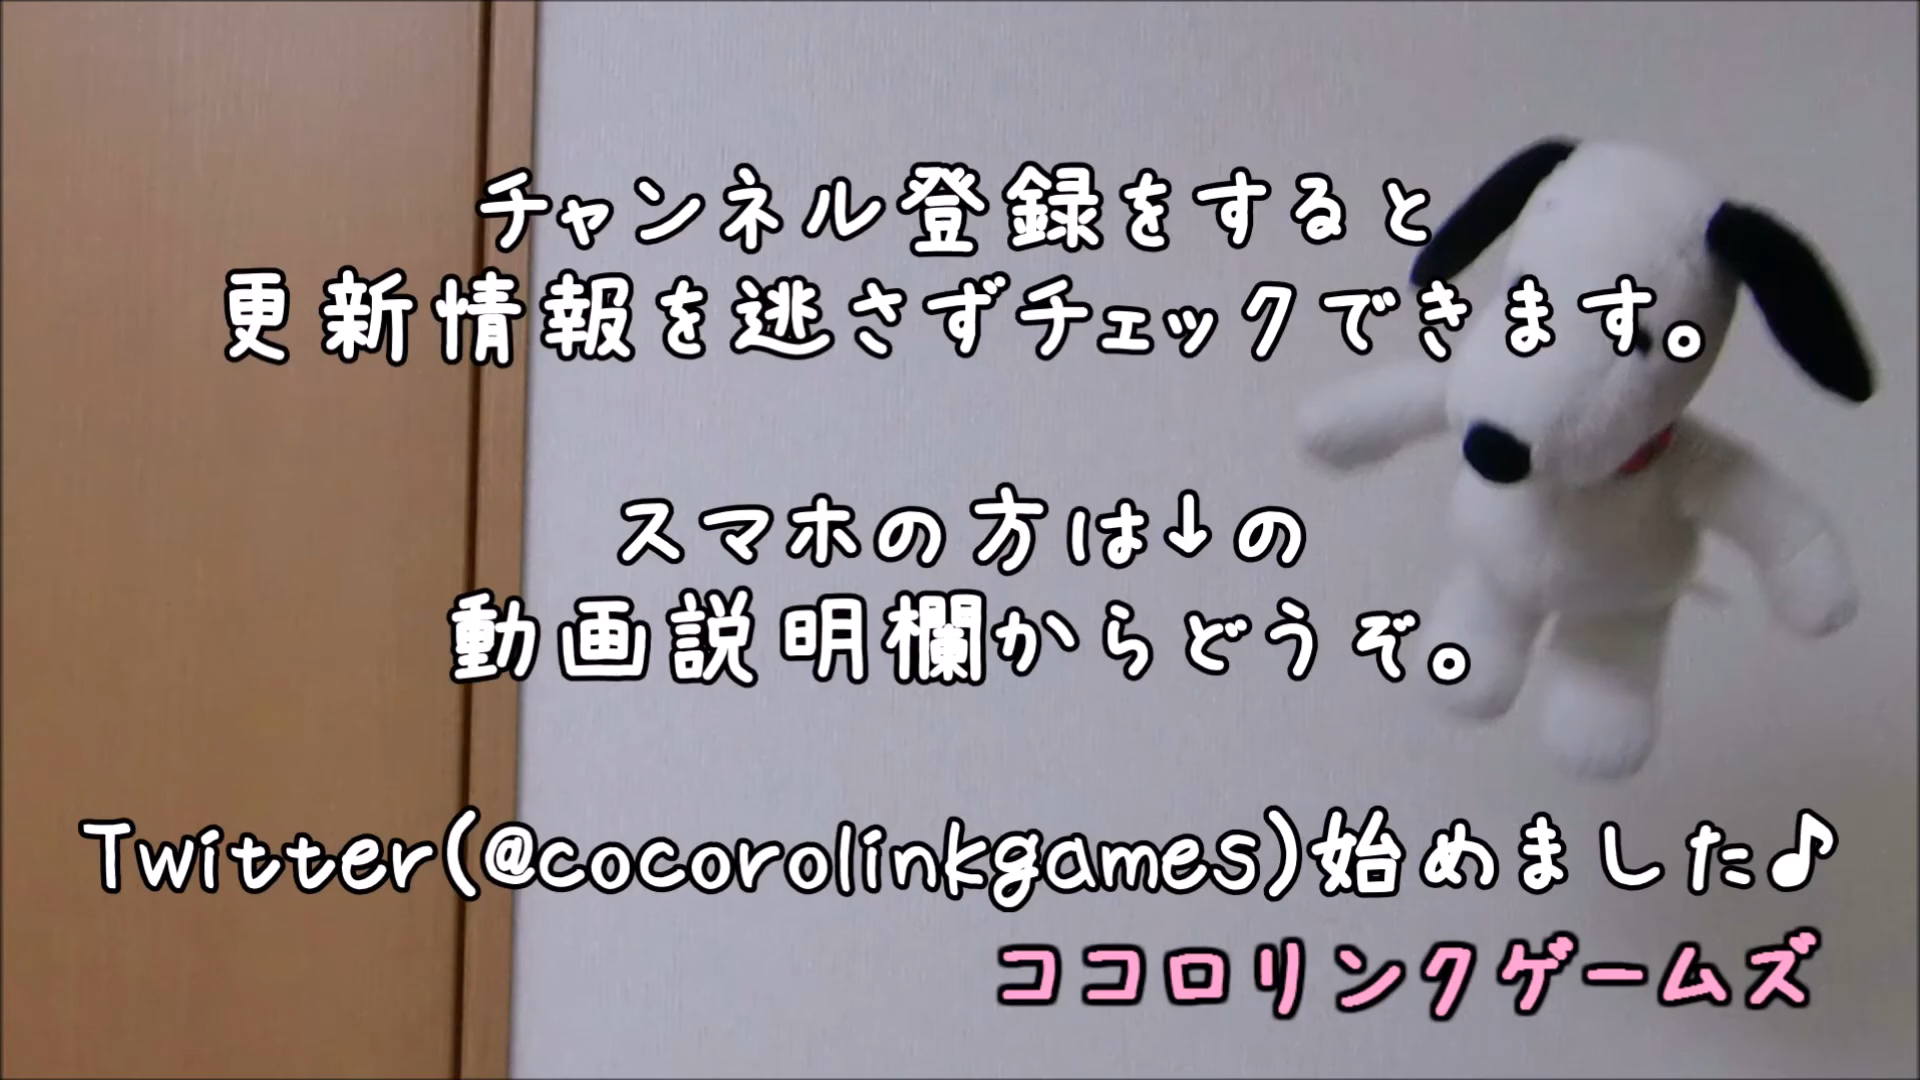 チャンネル登録をすると
更新情報を逃さずチェックできます。
スマホの方は↓の
動画説明欄からどうぞ。
Twitter(@cocorolinkgames)始めました♪
ココロリンクゲームズ